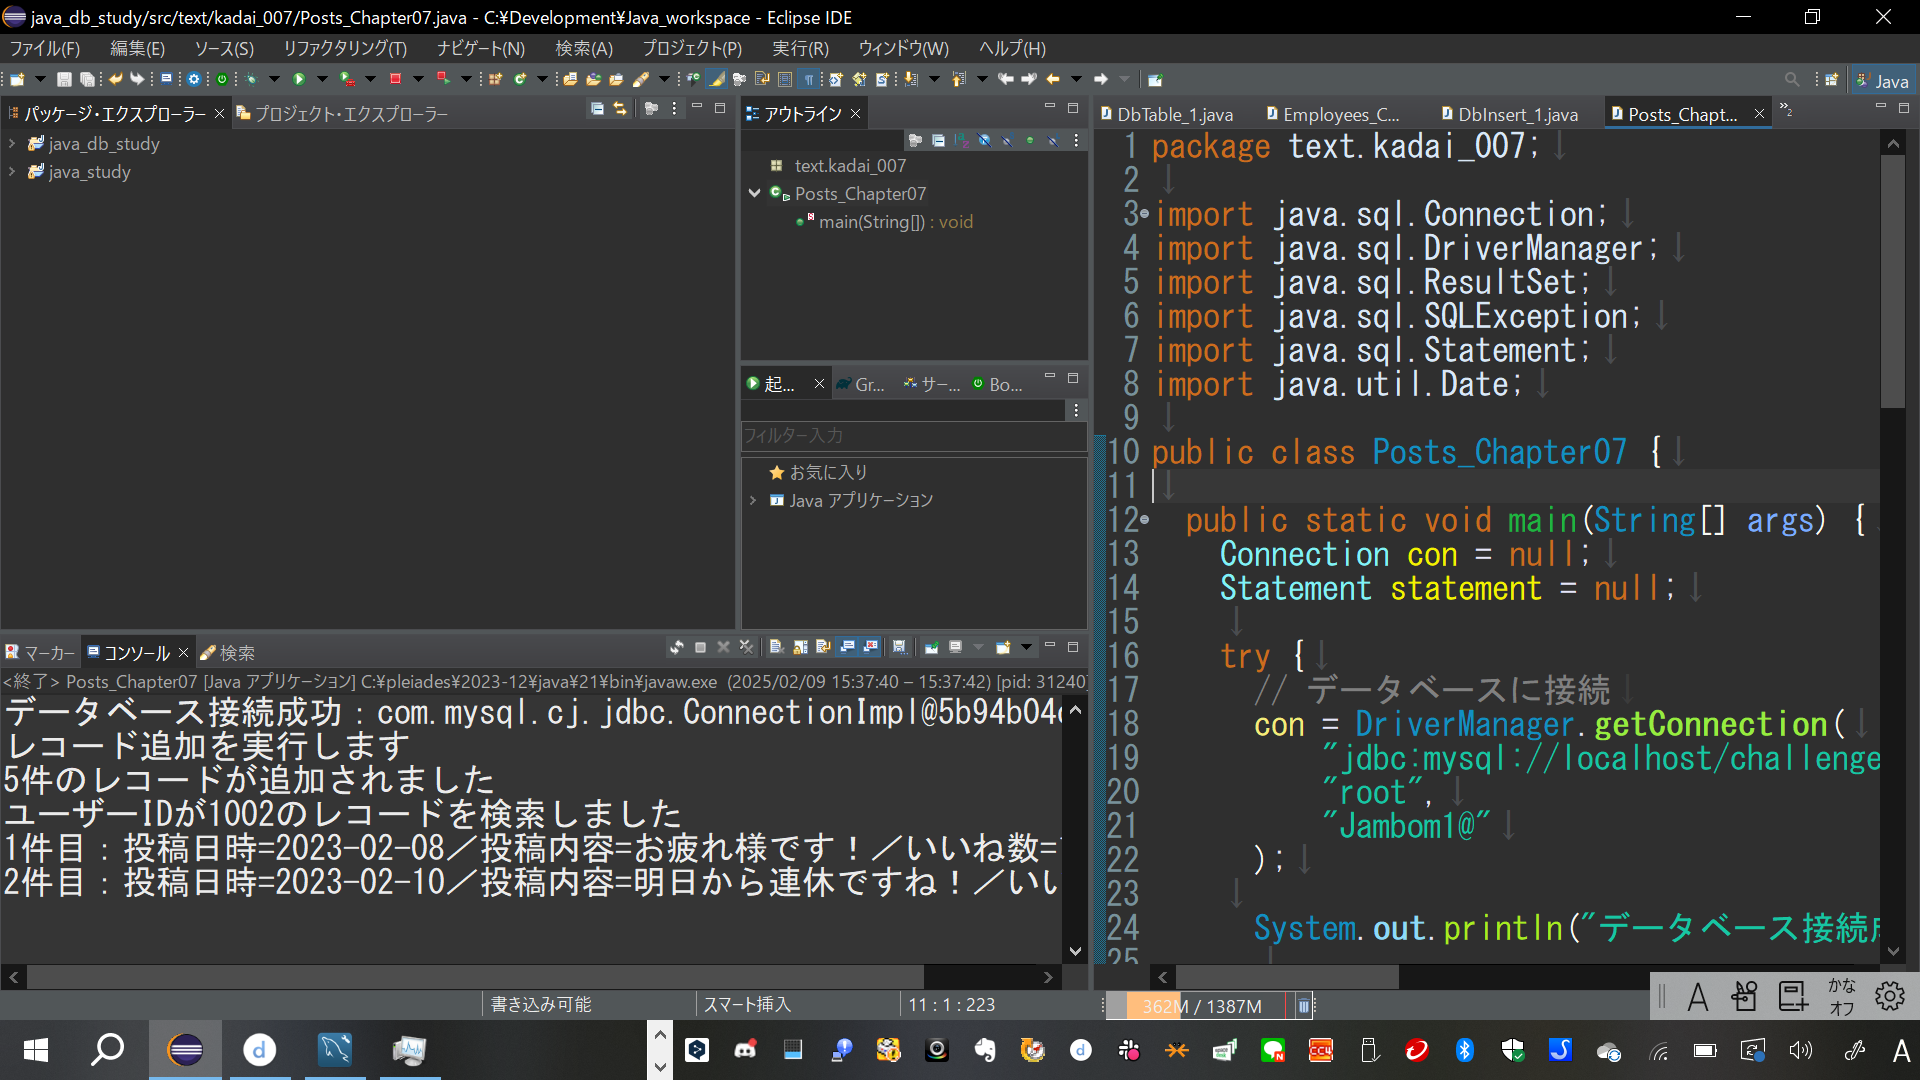 java_db_study/src/text/kadai_007/Posts_Chapter07.java - C:¥Development¥Java_workspace - Eclipse IDE
ファイル(F) 編集(E) ソース(S) リファクタリング(T) ナビゲート(N) 検索(A) プロジェクト(P) 実行(R) ウィンドウ(W) ヘルプ(H)
Java
パッケージ・エクスプローラー プロジェクト・エクスプローラー
java_db_study
java_study
アウトライン
text.kadai_007
Posts_Chapter07
main(String[]) : void
起... Gr... サー... Bo...
フィルター入力
お気に入り
Java アプリケーション
DbTable_1.java Employees_C... DbInsert_1.java Posts_Chapt... 2
1 package text.kadai_007;
2
3 import java.sql.Connection;
4 import java.sql.DriverManager;
5 import java.sql.ResultSet;
6 import java.sql.SQLException;
7 import java.sql.Statement;
8 import java.util.Date;
9
10 public class Posts_Chapter07 {
11
12 public static void main(String[] args) {
13 Connection con = null;
14 Statement statement = null;
15
16 try {
17 // データベースに接続
18 con = DriverManager.getConnection(
19 "jdbc:mysql://localhost/challenge
20 "root",
21 "Jambom1@"
22 );
23
24 System.out.println("データベース接続成
25
マーカー コンソール 検索
<終了> Posts_Chapter07 [Java アプリケーション] C:¥pleiades¥2023-12¥java¥21¥bin¥javaw.exe (2025/02/09 15:37:40 – 15:37:42) [pid: 31240]
データベース接続成功：com.mysql.cj.jdbc.ConnectionImpl@5b94b04
レコード追加を実行します
5件のレコードが追加されました
ユーザーIDが1002のレコードを検索しました
1件目：投稿日時=2023-02-08／投稿内容=お疲れ様です！／いいね数=
2件目：投稿日時=2023-02-10／投稿内容=明日から連休ですね！／いい
書き込み可能 スマート挿入 11 : 1 : 223 362M / 1387M
A かな
オフ
A